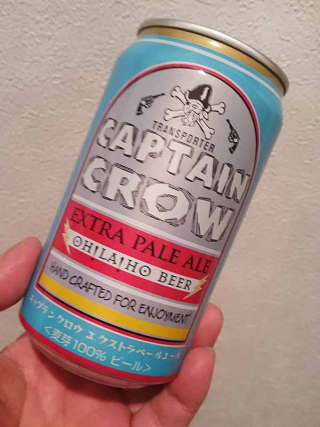 TRANSPORTER
CAPTAIN
CROW
EXTRA PALE ALE
OH!LA!HO BEER
HAND CRAFTED FOR ENJOYMENT
キャプテンクロウ エクストラペールエール
<麦芽100% ビール>